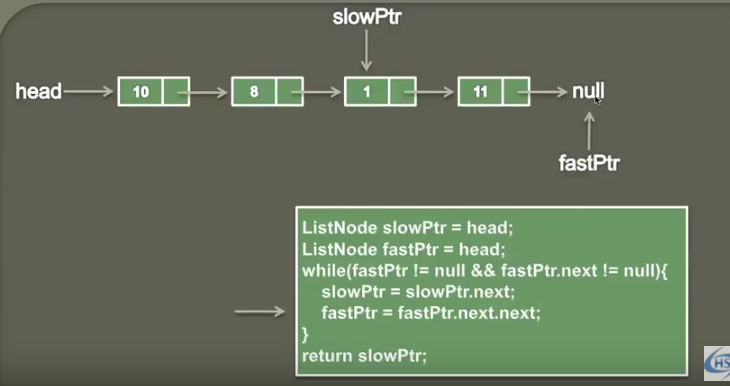 slowPtr
head 10 8 1 11 null
fastPtr
ListNode slowPtr = head;
ListNode fastPtr = head;
while(fastPtr != null && fastPtr.next != null){
slowPtr = slowPtr.next;
fastPtr = fastPtr.next.next;
}
return slowPtr;
HS